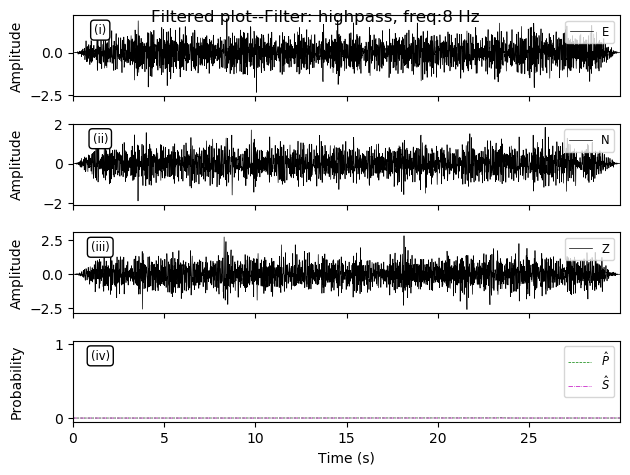 Filtered plot--Filter: highpass, freq:8 Hz
(i)
E
Amplitude
0.0
−2.5
(ii)
N
Amplitude
2
0
−2
(iii)
Z
Amplitude
2.5
0.0
−2.5
(iv)
P̂
Ŝ
Probability
1
0
0 5 10 15 20 25
Time (s)